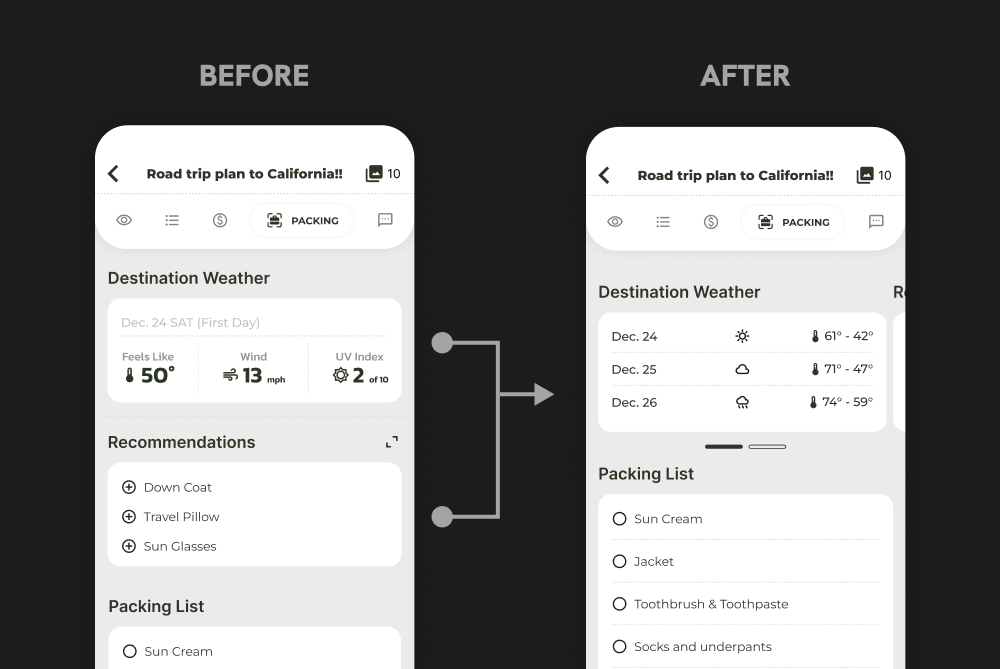 BEFORE
Road trip plan to California!!
10
PACKING
Destination Weather
Dec. 24 SAT (First Day)
Feels Like
Wind
UV Index
50°
13 mph
2 of 10
Recommendations
Down Coat
Travel Pillow
Sun Glasses
Packing List
Sun Cream
AFTER
Road trip plan to California!!
10
PACKING
Destination Weather
Dec. 24
61° - 42°
Dec. 25
71° - 47°
Dec. 26
74° - 59°
Packing List
Sun Cream
Jacket
Toothbrush & Toothpaste
Socks and underpants